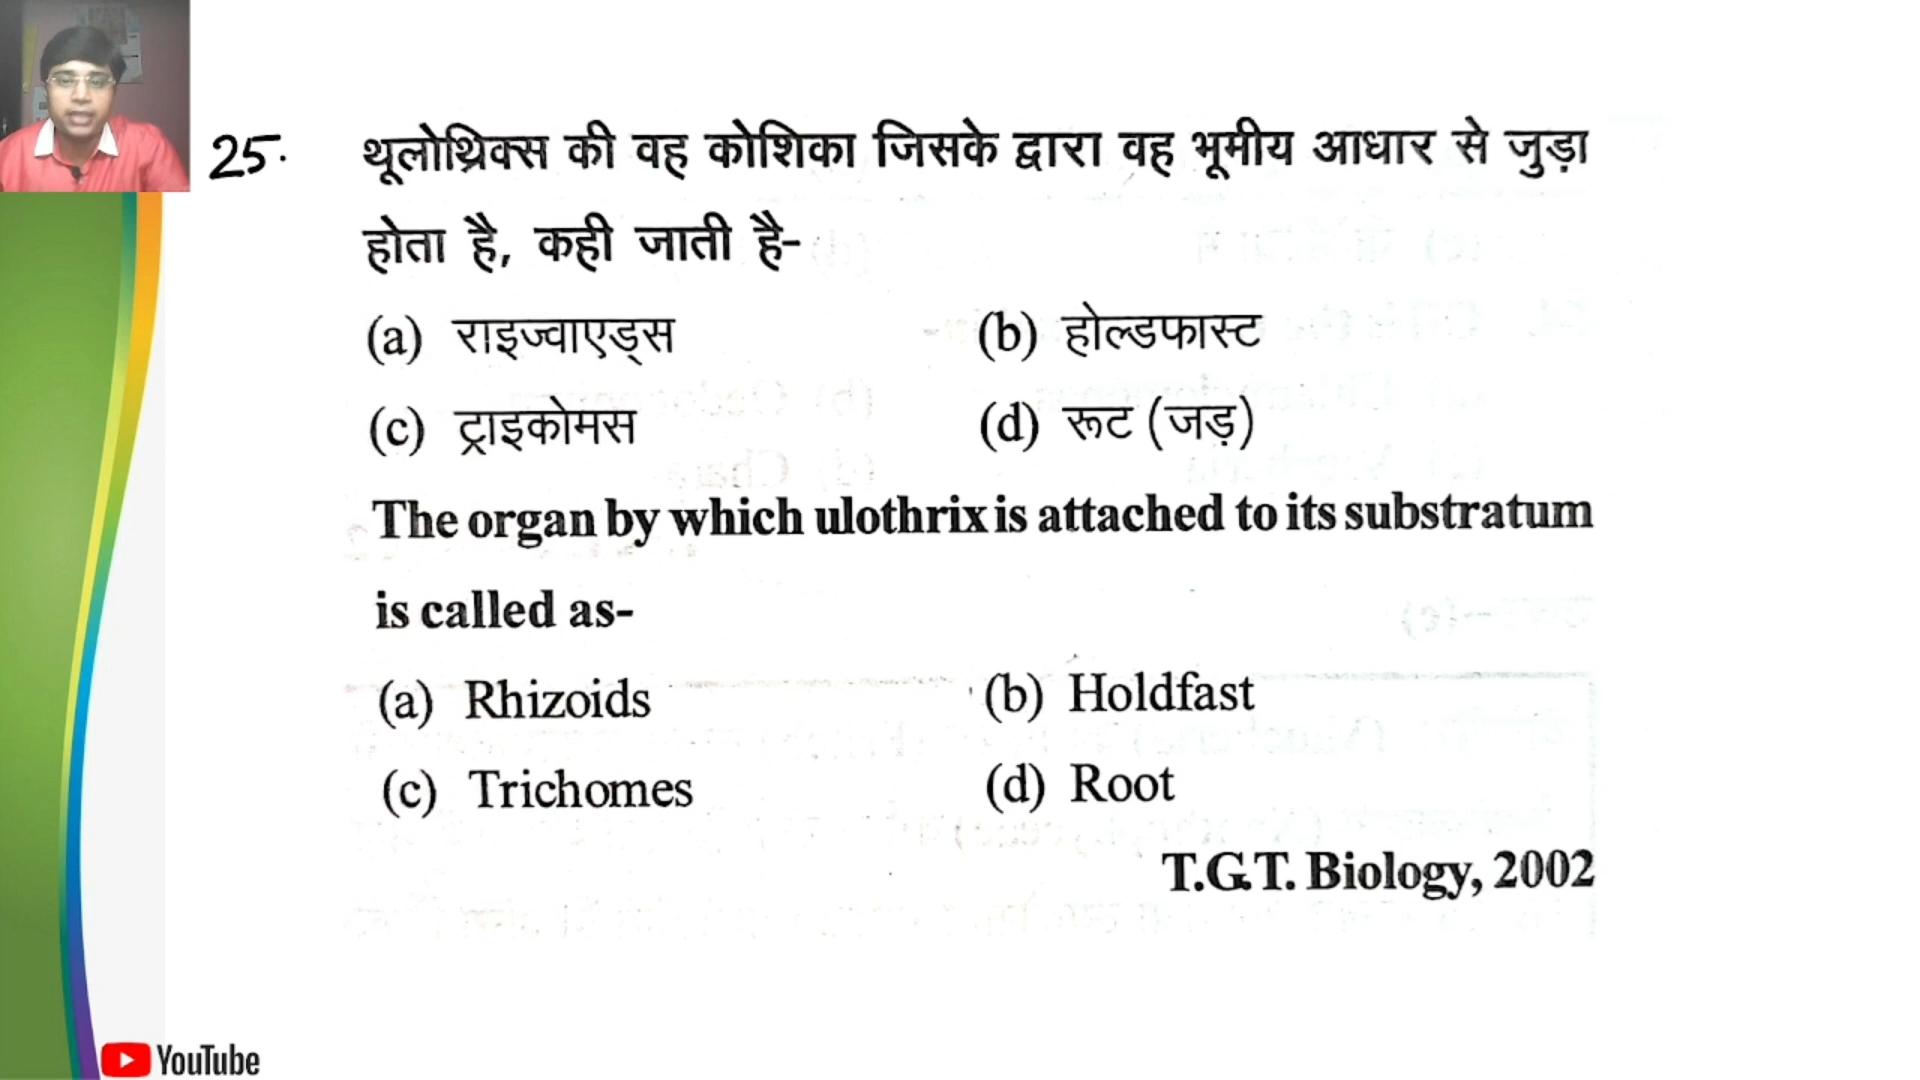 25. थूलोथ्रिक्स की वह कोशिका जिसके द्वारा वह भूमीय आधार से जुड़ा
होता है, कही जाती है-
(a) राइज्वाएड्स (b) होल्डफास्ट
(c) ट्राइकोमस (d) रूट (जड़)
The organ by which ulothrix is attached to its substratum
is called as-
(a) Rhizoids (b) Holdfast
(c) Trichomes (d) Root
T.G.T. Biology, 2002
YouTube